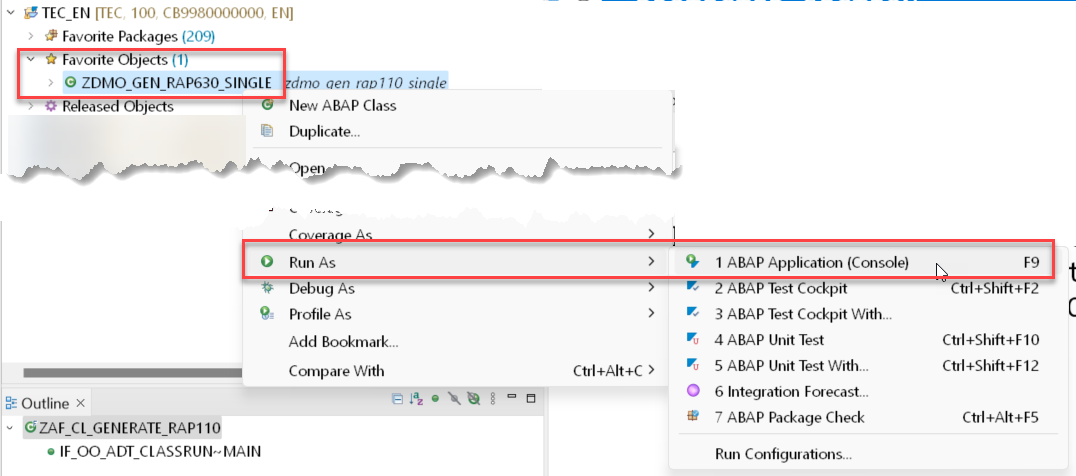 TEC_EN [TEC, 100, CB9980000000, EN]
Favorite Packages (209)
Favorite Objects (1)
ZDMO_GEN_RAP630_SINGLE zdmo_gen_rap110_single
Released Objects
New ABAP Class
Duplicate...
Open
Coverage As
Run As
Debug As
Profile As
Add Bookmark...
Compare With Ctrl+Alt+C
1 ABAP Application (Console) F9
2 ABAP Test Cockpit Ctrl+Shift+F2
3 ABAP Test Cockpit With...
4 ABAP Unit Test Ctrl+Shift+F10
5 ABAP Unit Test With... Ctrl+Shift+F12
6 Integration Forecast...
7 ABAP Package Check Ctrl+Alt+F5
Run Configurations...
Outline
ZAF_CL_GENERATE_RAP110
IF_OO_ADT_CLASSRUN~MAIN